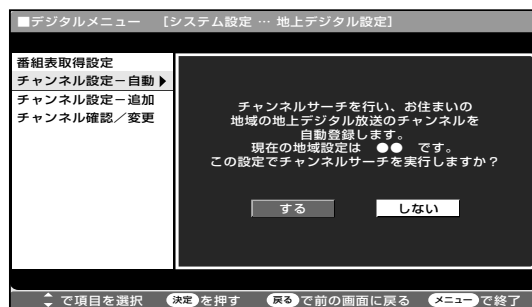 ■デジタルメニュー [システム設定 … 地上デジタル設定]
番組表取得設定
チャンネル設定－自動▶
チャンネル設定－追加
チャンネル確認／変更
チャンネルサーチを行い、お住まいの
地域の地上デジタル放送のチャンネルを
自動登録します。
現在の地域設定は ●● です。
この設定でチャンネルサーチを実行しますか？
する しない
で項目を選択 決定を押す 戻るで前の画面に戻る メニューで終了